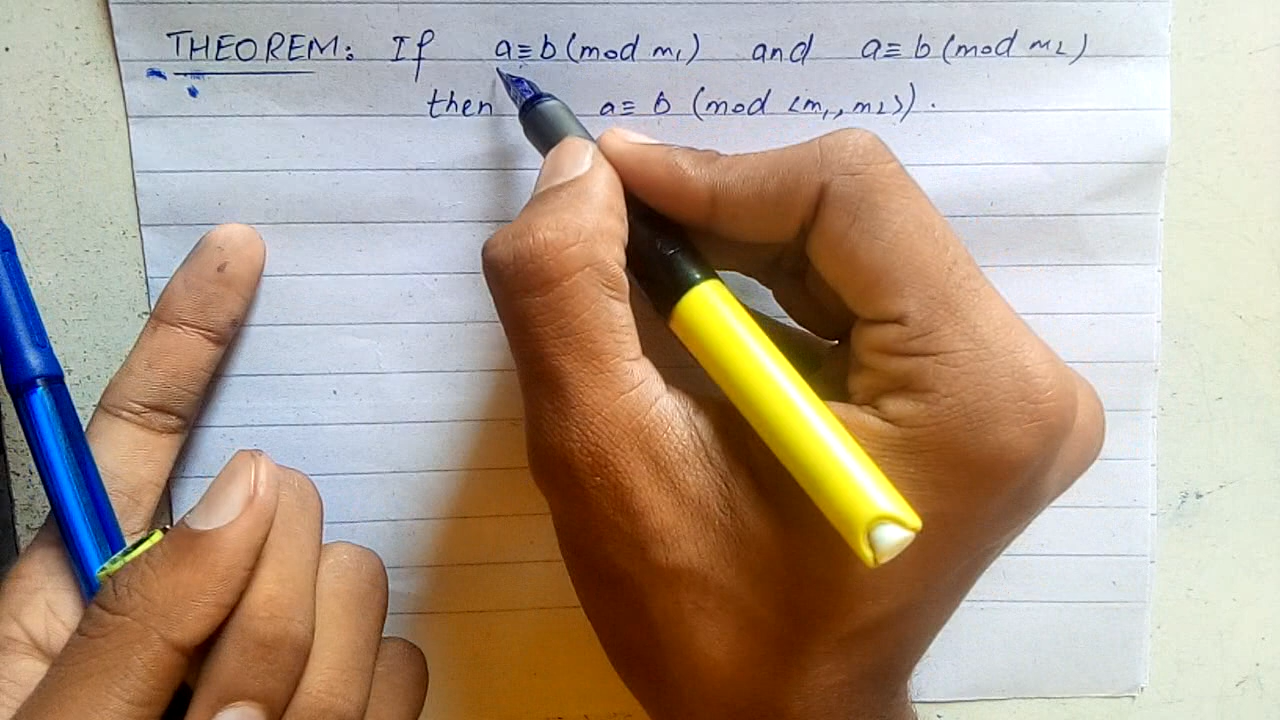 THEOREM: If a≡b (mod m₁) and a≡ b (mod m₂)
then a≡ b (mod <m₁, m₂>).